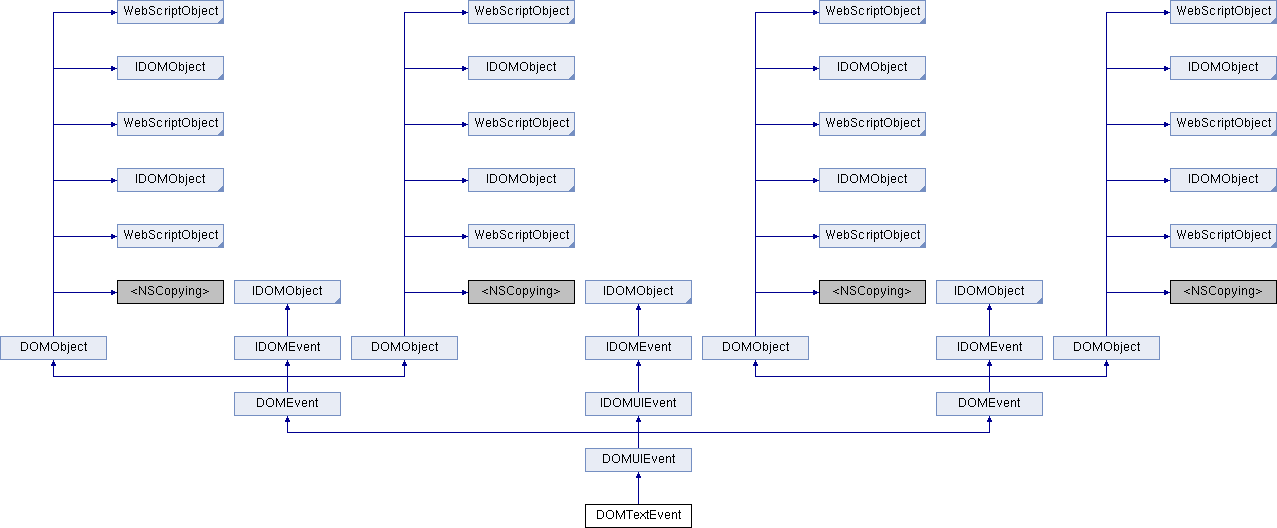 WebScriptObject WebScriptObject WebScriptObject WebScriptObject
IDOMObject IDOMObject IDOMObject IDOMObject
WebScriptObject WebScriptObject WebScriptObject WebScriptObject
IDOMObject IDOMObject IDOMObject IDOMObject
WebScriptObject WebScriptObject WebScriptObject WebScriptObject
<NSCopying> IDOMObject <NSCopying> IDOMObject <NSCopying> IDOMObject <NSCopying>
DOMObject IDOMEvent DOMObject IDOMEvent DOMObject IDOMEvent DOMObject
DOMEvent IDOMUIEvent DOMEvent
DOMUIEvent
DOMTextEvent